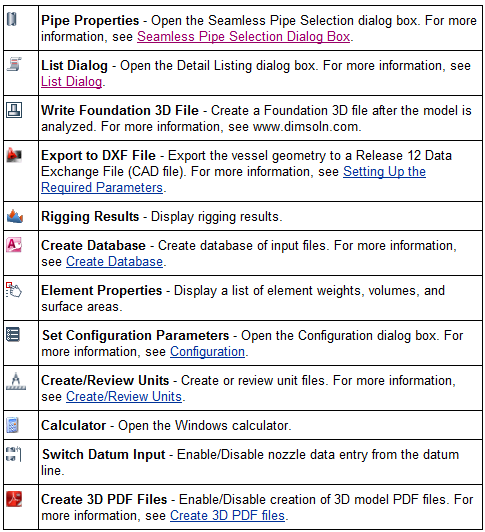 Pipe Properties - Open the Seamless Pipe Selection dialog box. For more
information, see Seamless Pipe Selection Dialog Box.
List Dialog - Open the Detail Listing dialog box. For more information, see
List Dialog.
Write Foundation 3D File - Create a Foundation 3D file after the model is
analyzed. For more information, see www.dimsoln.com.
Export to DXF File - Export the vessel geometry to a Release 12 Data
Exchange File (CAD file). For more information, see Setting Up the
Required Parameters.
Rigging Results - Display rigging results.
Create Database - Create database of input files. For more information,
see Create Database.
Element Properties - Display a list of element weights, volumes, and
surface areas.
Set Configuration Parameters - Open the Configuration dialog box. For
more information, see Configuration.
Create/Review Units - Create or review unit files. For more information,
see Create/Review Units.
Calculator - Open the Windows calculator.
Switch Datum Input - Enable/Disable nozzle data entry from the datum
line.
Create 3D PDF Files - Enable/Disable creation of 3D model PDF files. For
more information, see Create 3D PDF files.